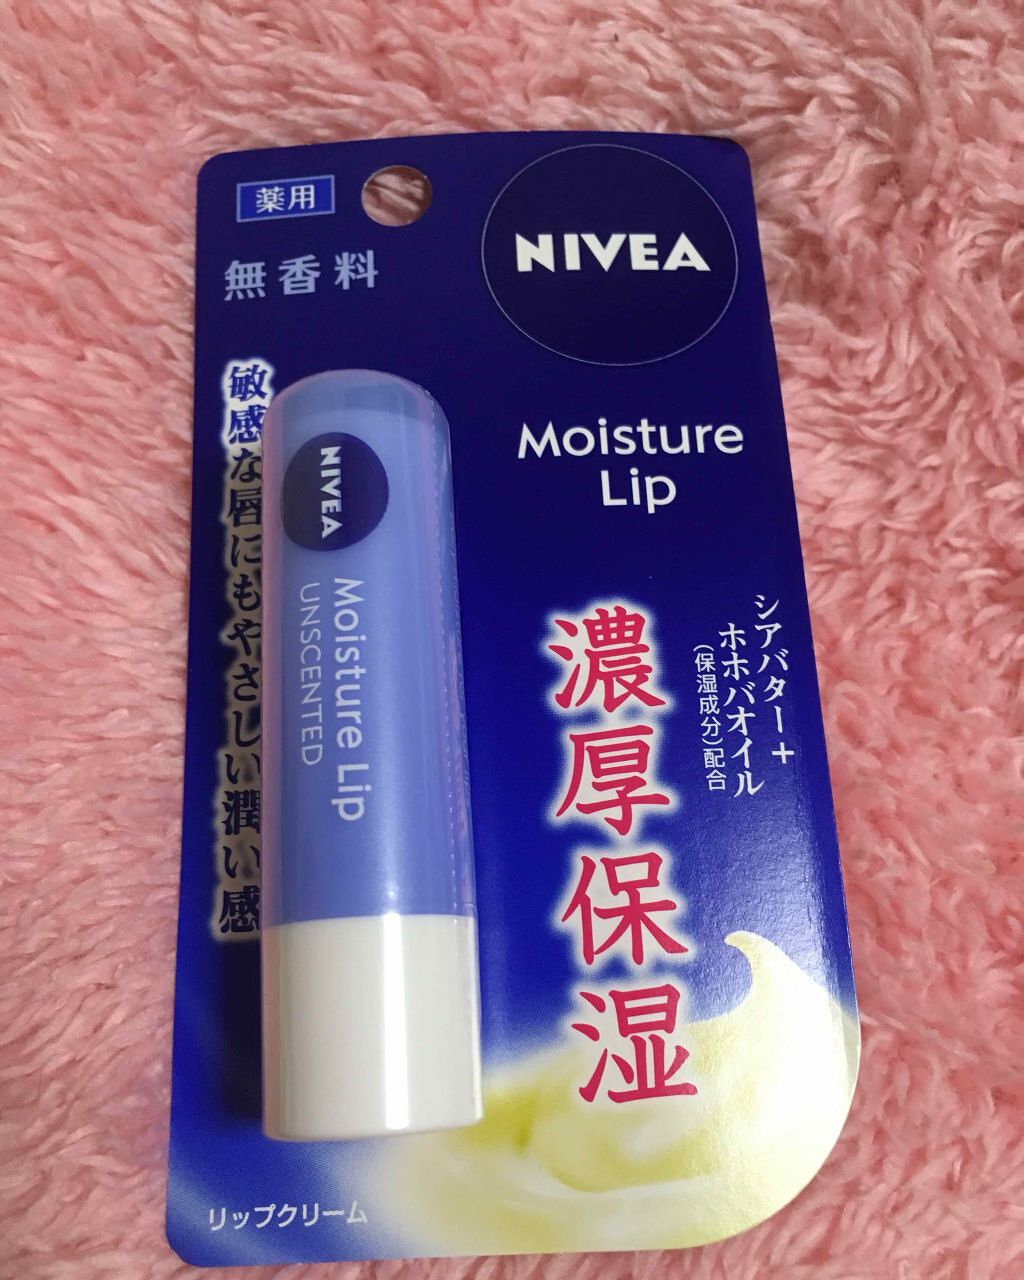 薬用
無香料
NIVEA
Moisture
Lip
敏感な唇にもやさしい潤い感
NIVEA
Moisture Lip
UNSCENTED
シアバター+
ホホバオイル
(保湿成分)配合
濃厚保湿
リップクリーム